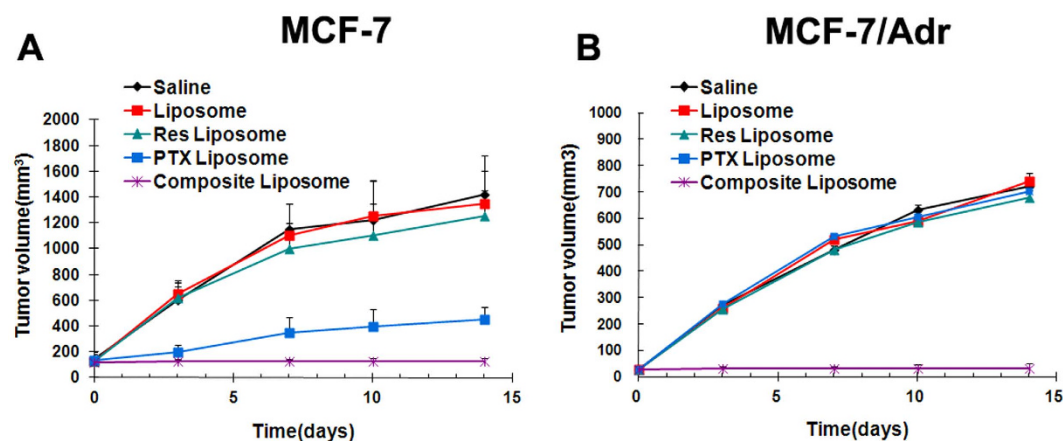 MCF-7
A
Saline
Liposome
Res Liposome
PTX Liposome
Composite Liposome
Tumor volume(mm³)
2000
1800
1600
1400
1200
1000
800
600
400
200
0
0 5 10 15
Time(days)
MCF-7/Adr
B
Saline
Liposome
Res Liposome
PTX Liposome
Composite Liposome
Tumor volume(mm3)
1000
900
800
700
600
500
400
300
200
100
0
0 5 10 15
Time(days)